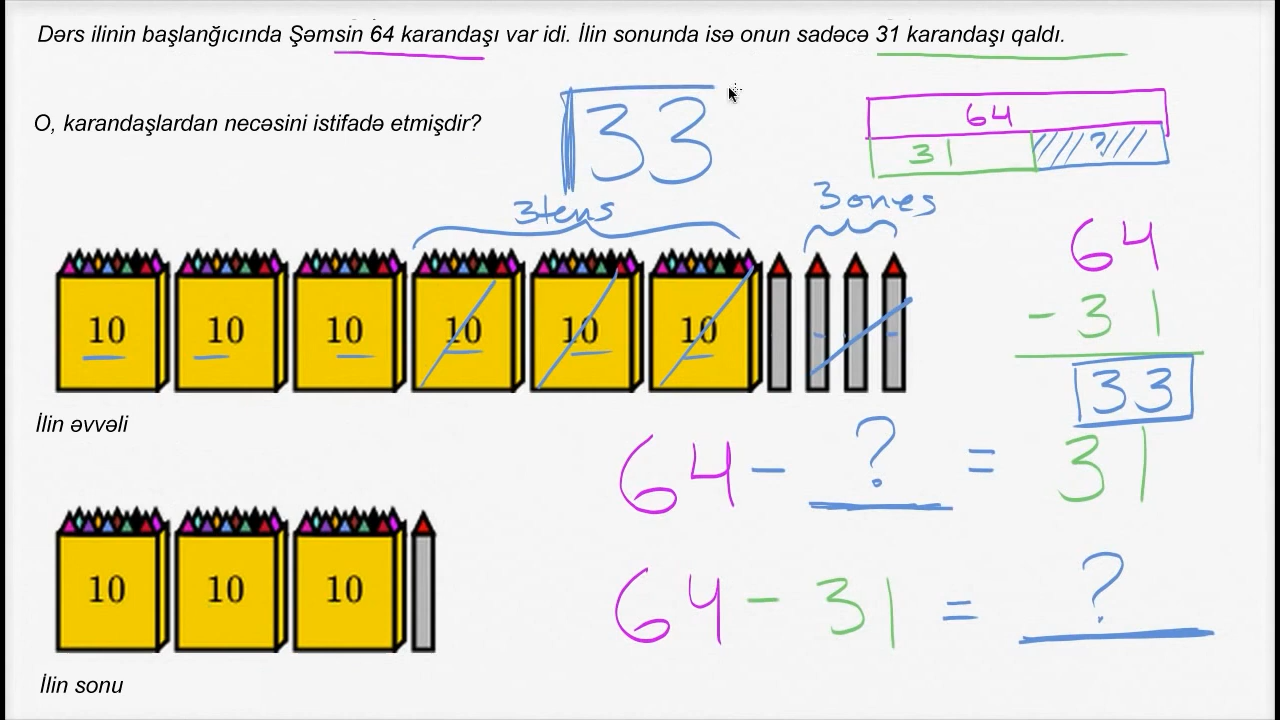 Dərs ilinin başlanğıcında Şəmsin 64 karandaşı var idi. İlin sonunda isə onun sadəcə 31 karandaşı qaldı.
O, karandaşlardan necəsini istifadə etmişdir?
33
64
31 ?
3 tens
3 ones
10 10 10 10 10 10
64
- 31
33
İlin əvvəli
64 - ? = 31
10 10 10
64 - 31 = ?
İlin sonu